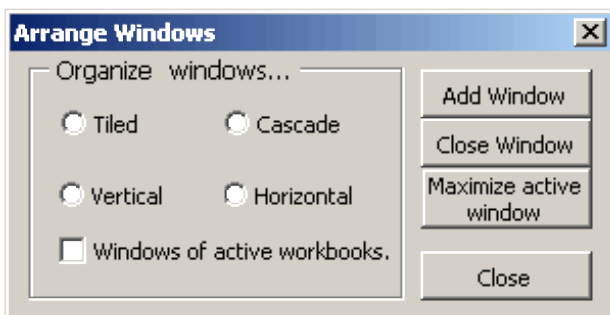 Arrange Windows
Organize windows...
Tiled
Cascade
Vertical
Horizontal
Windows of active workbooks.
Add Window
Close Window
Maximize active
window
Close